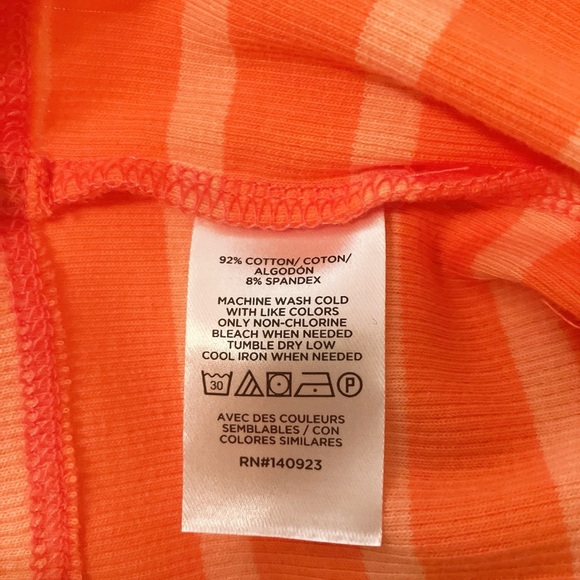 92% COTTON/ COTON/
ALGODÓN
8% SPANDEX
MACHINE WASH COLD
WITH LIKE COLORS
ONLY NON-CHLORINE
BLEACH WHEN NEEDED
TUMBLE DRY LOW
COOL IRON WHEN NEEDED
30 P
AVEC DES COULEURS
SEMBLABLES / CON
COLORES SIMILARES
RN#140923